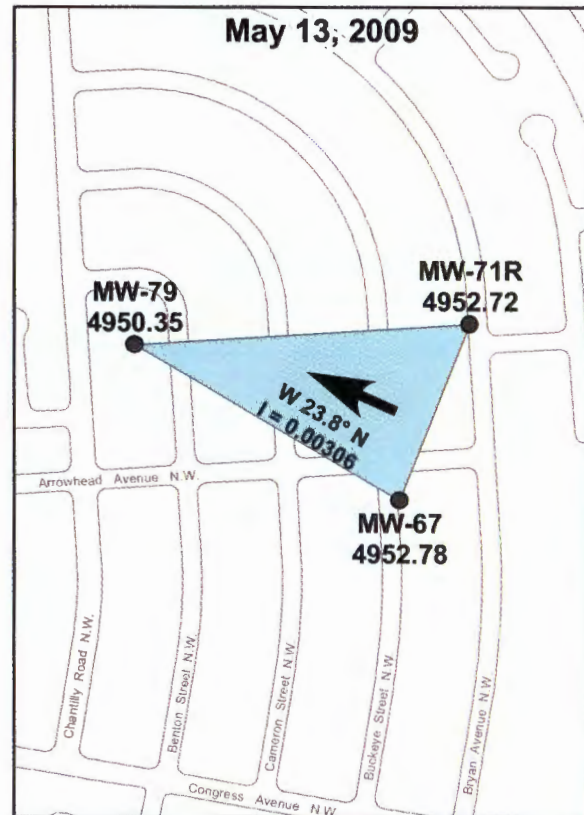 May 13, 2009
MW-71R
4952.72
MW-79
4950.35
W 23.8° N
I = 0.00306
Arrowhead Avenue N.W.
MW-67
4952.78
Chantilly Road N.W.
Benton Street N.W.
Cameron Street N.W.
Buckeye Street N.W.
Bryan Avenue N.W.
Congress Avenue N.W.